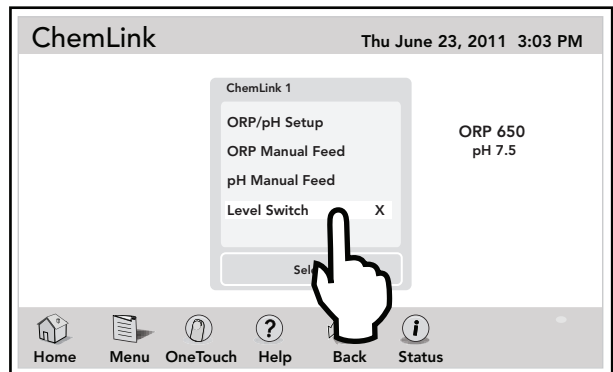 ChemLink Thu June 23, 2011 3:03 PM
ChemLink 1
ORP/pH Setup
ORP Manual Feed
pH Manual Feed
Level Switch X
ORP 650
pH 7.5
?
i
Home Menu OneTouch Help Back Status